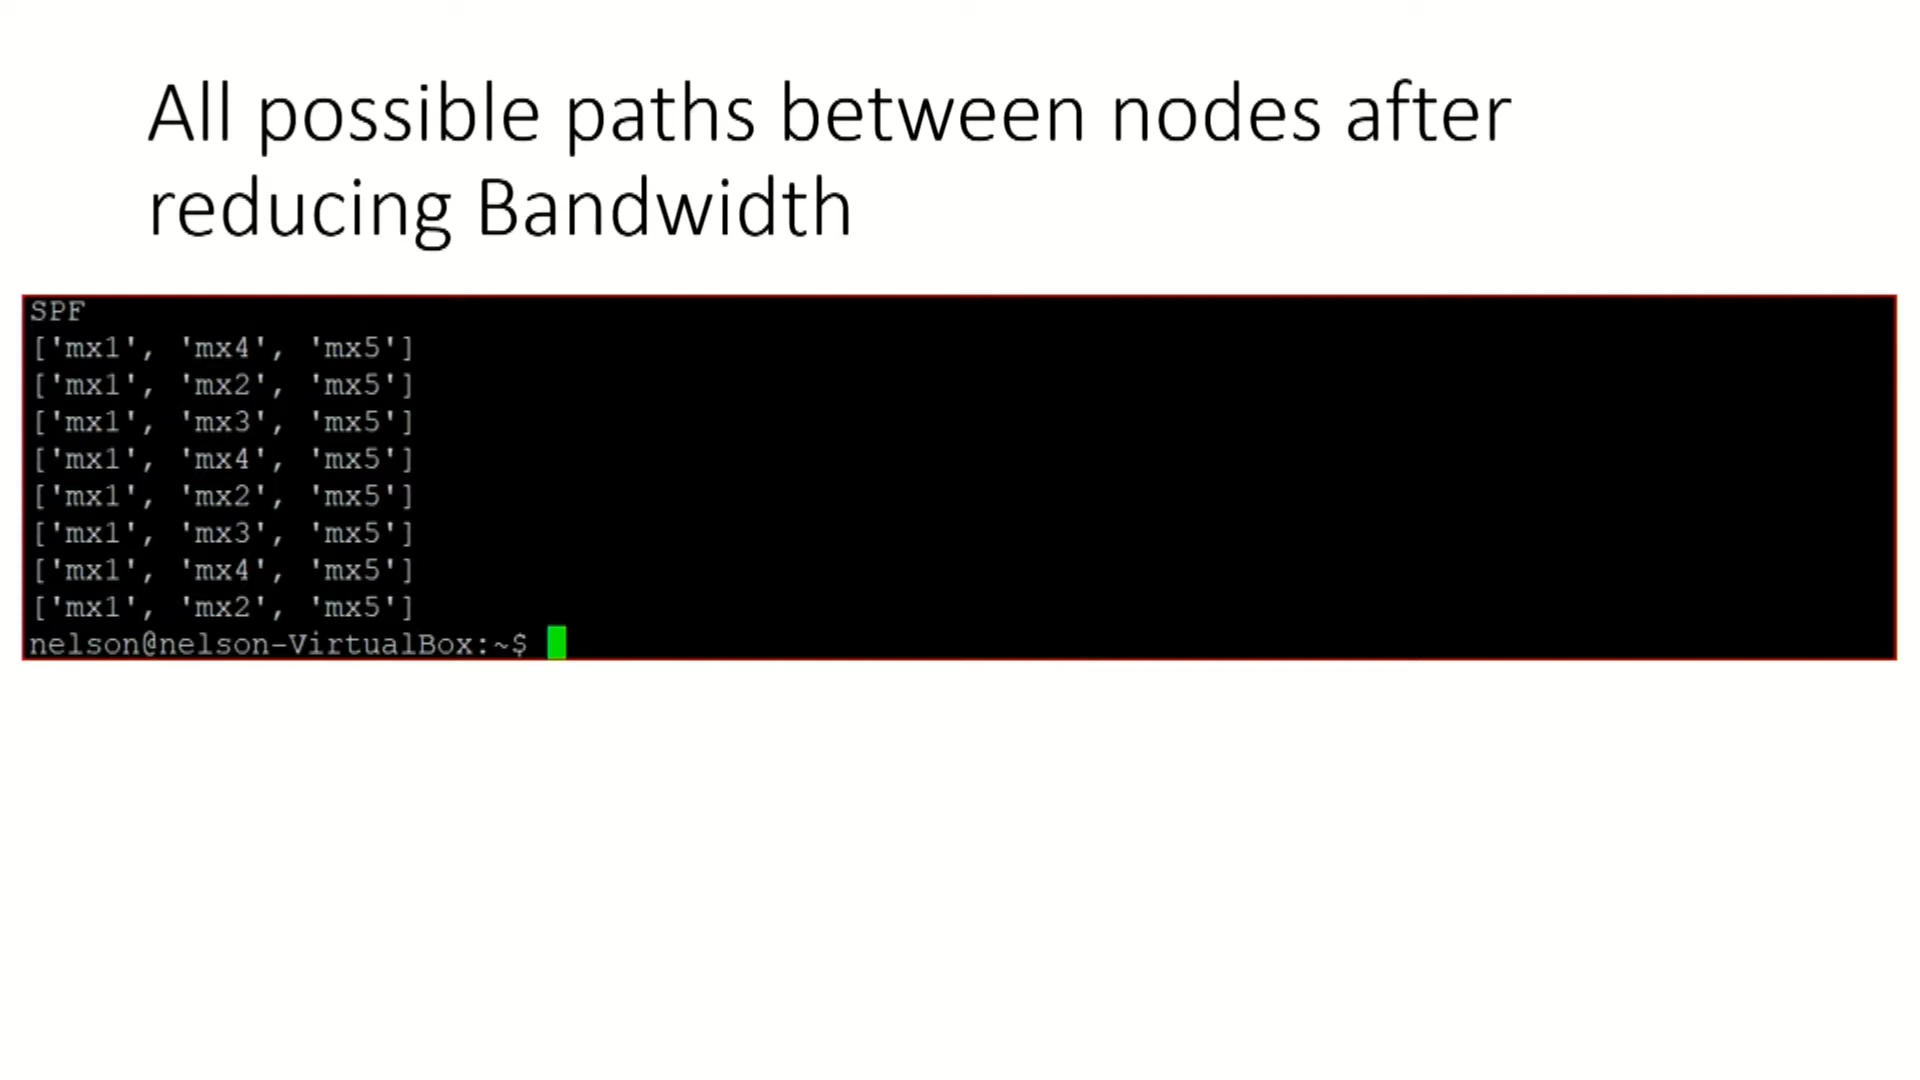 All possible paths between nodes after
reducing Bandwidth
SPF
['mx1', 'mx4', 'mx5']
['mx1', 'mx2', 'mx5']
['mx1', 'mx3', 'mx5']
['mx1', 'mx4', 'mx5']
['mx1', 'mx2', 'mx5']
['mx1', 'mx3', 'mx5']
['mx1', 'mx4', 'mx5']
['mx1', 'mx2', 'mx5']
nelson@nelson-VirtualBox:~$